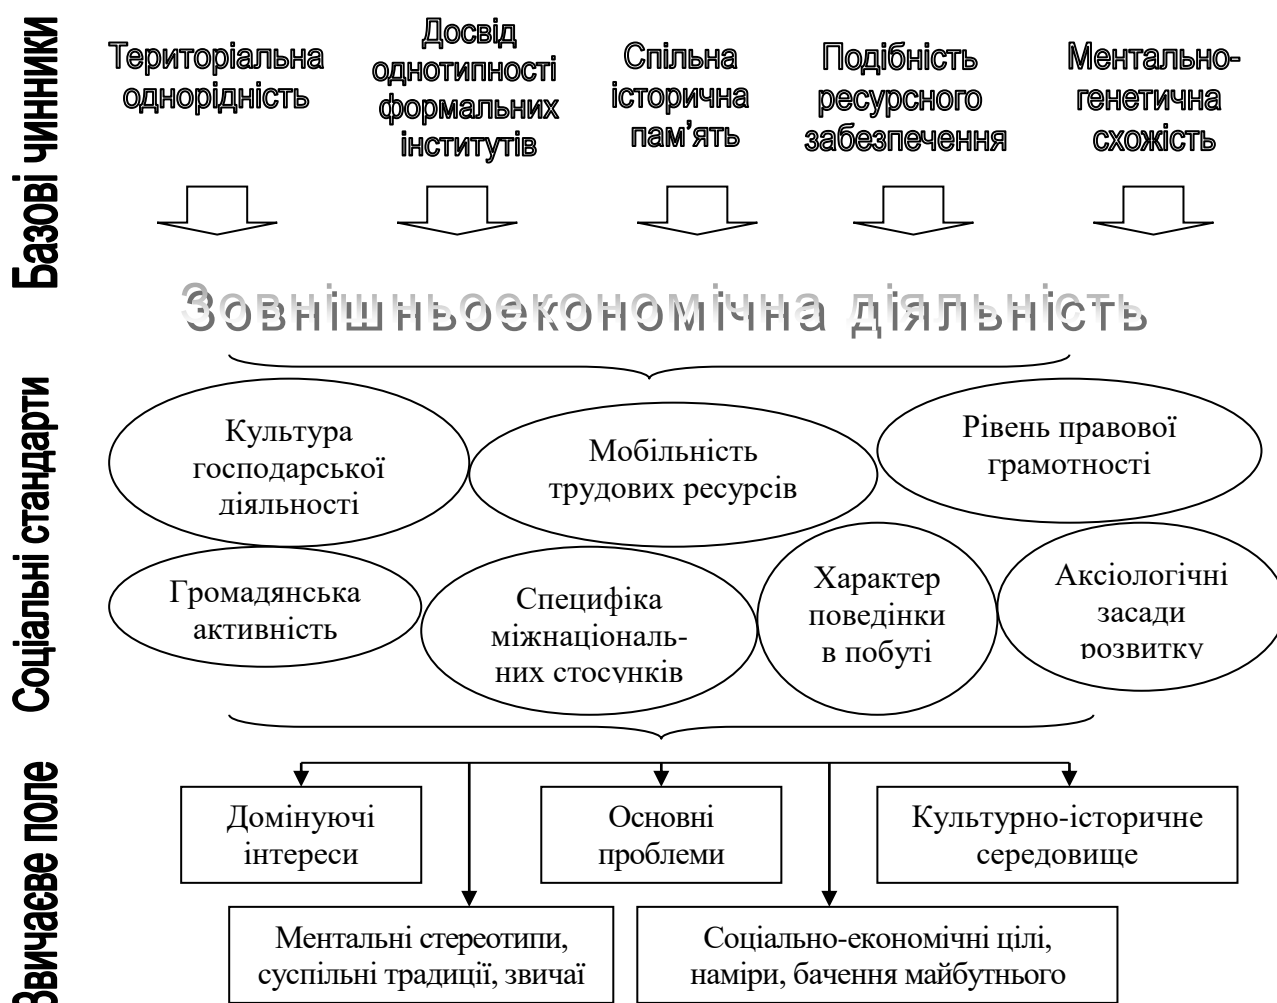 Базові чинники
Територіальна
однорідність
Досвід
однотипності
формальних
інститутів
Спільна
історична
пам’ять
Подібність
ресурсного
забезпечення
Ментально-
генетична
схожість
Зовнішньоекономічна діяльність
Соціальні стандарти
Культура
господарської
діяльності
Мобільність
трудових ресурсів
Рівень правової
грамотності
Громадянська
активність
Специфіка
міжнаціональ-
них стосунків
Характер
поведінки
в побуті
Аксіологічні
засади
розвитку
Звичаєве поле
Домінуючі
інтереси
Основні
проблеми
Культурно-історичне
середовище
Ментальні стереотипи,
суспільні традиції, звичаї
Соціально-економічні цілі,
наміри, бачення майбутнього